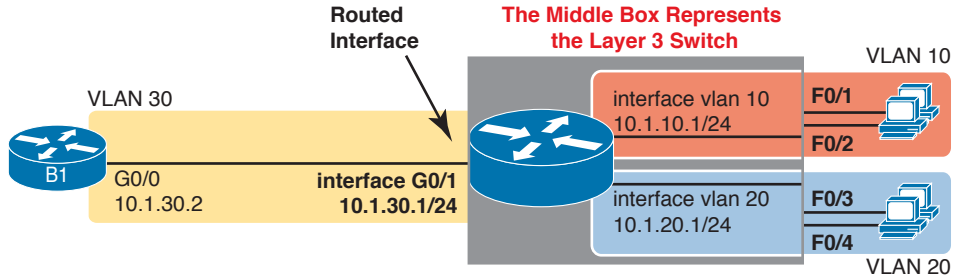 Routed
Interface
The Middle Box Represents
the Layer 3 Switch
VLAN 10
VLAN 30
interface vlan 10
10.1.10.1/24
F0/1
F0/2
B1
G0/0
10.1.30.2
interface G0/1
10.1.30.1/24
interface vlan 20
10.1.20.1/24
F0/3
F0/4
VLAN 20